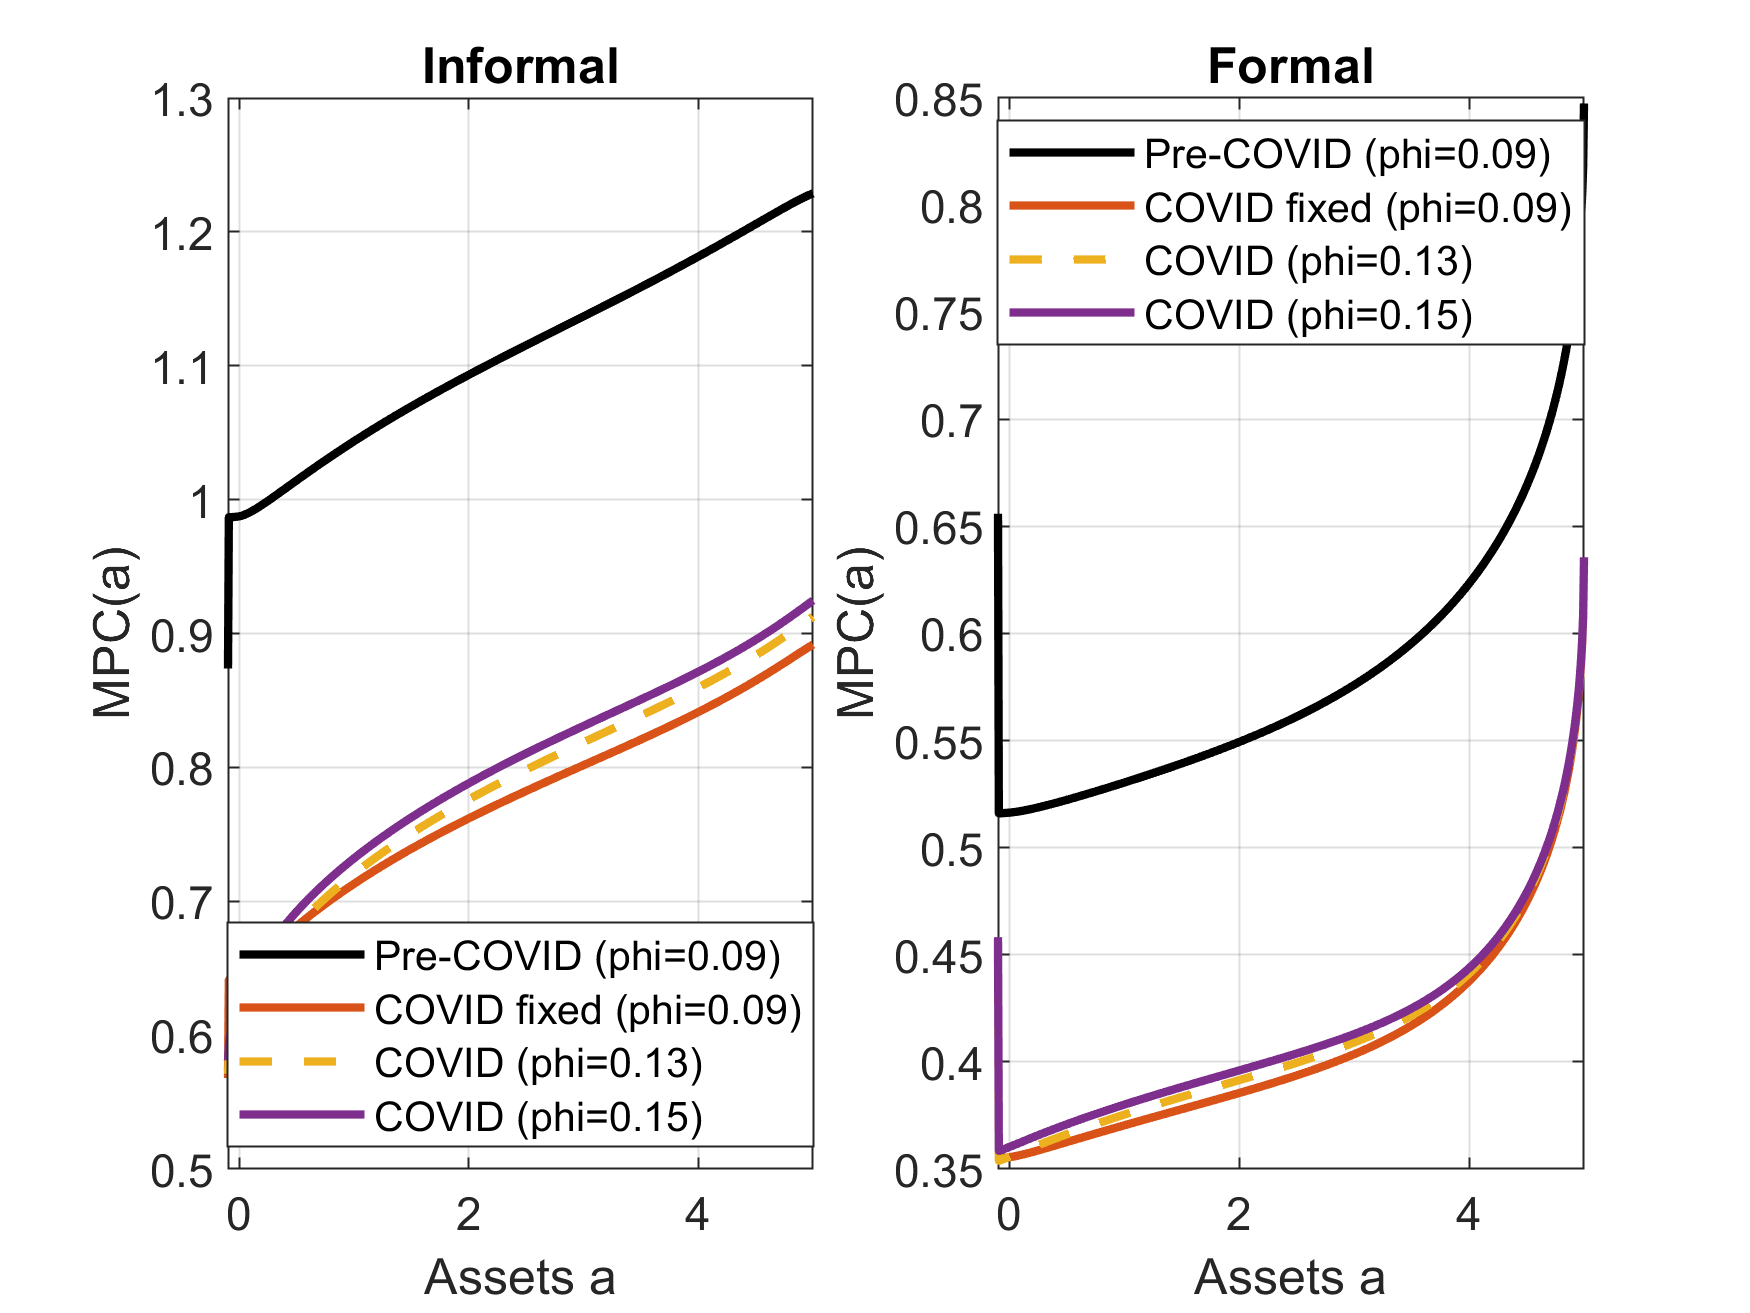 Informal
1.3
1.2
1.1
1
0.9
0.8
0.7
0.6
0.5
MPC(a)
Pre-COVID (phi=0.09)
COVID fixed (phi=0.09)
COVID (phi=0.13)
COVID (phi=0.15)
0 2 4
Assets a
Formal
0.85
0.8
0.75
0.7
0.65
0.6
0.55
0.5
0.45
0.4
0.35
MPC(a)
Pre-COVID (phi=0.09)
COVID fixed (phi=0.09)
COVID (phi=0.13)
COVID (phi=0.15)
0 2 4
Assets a